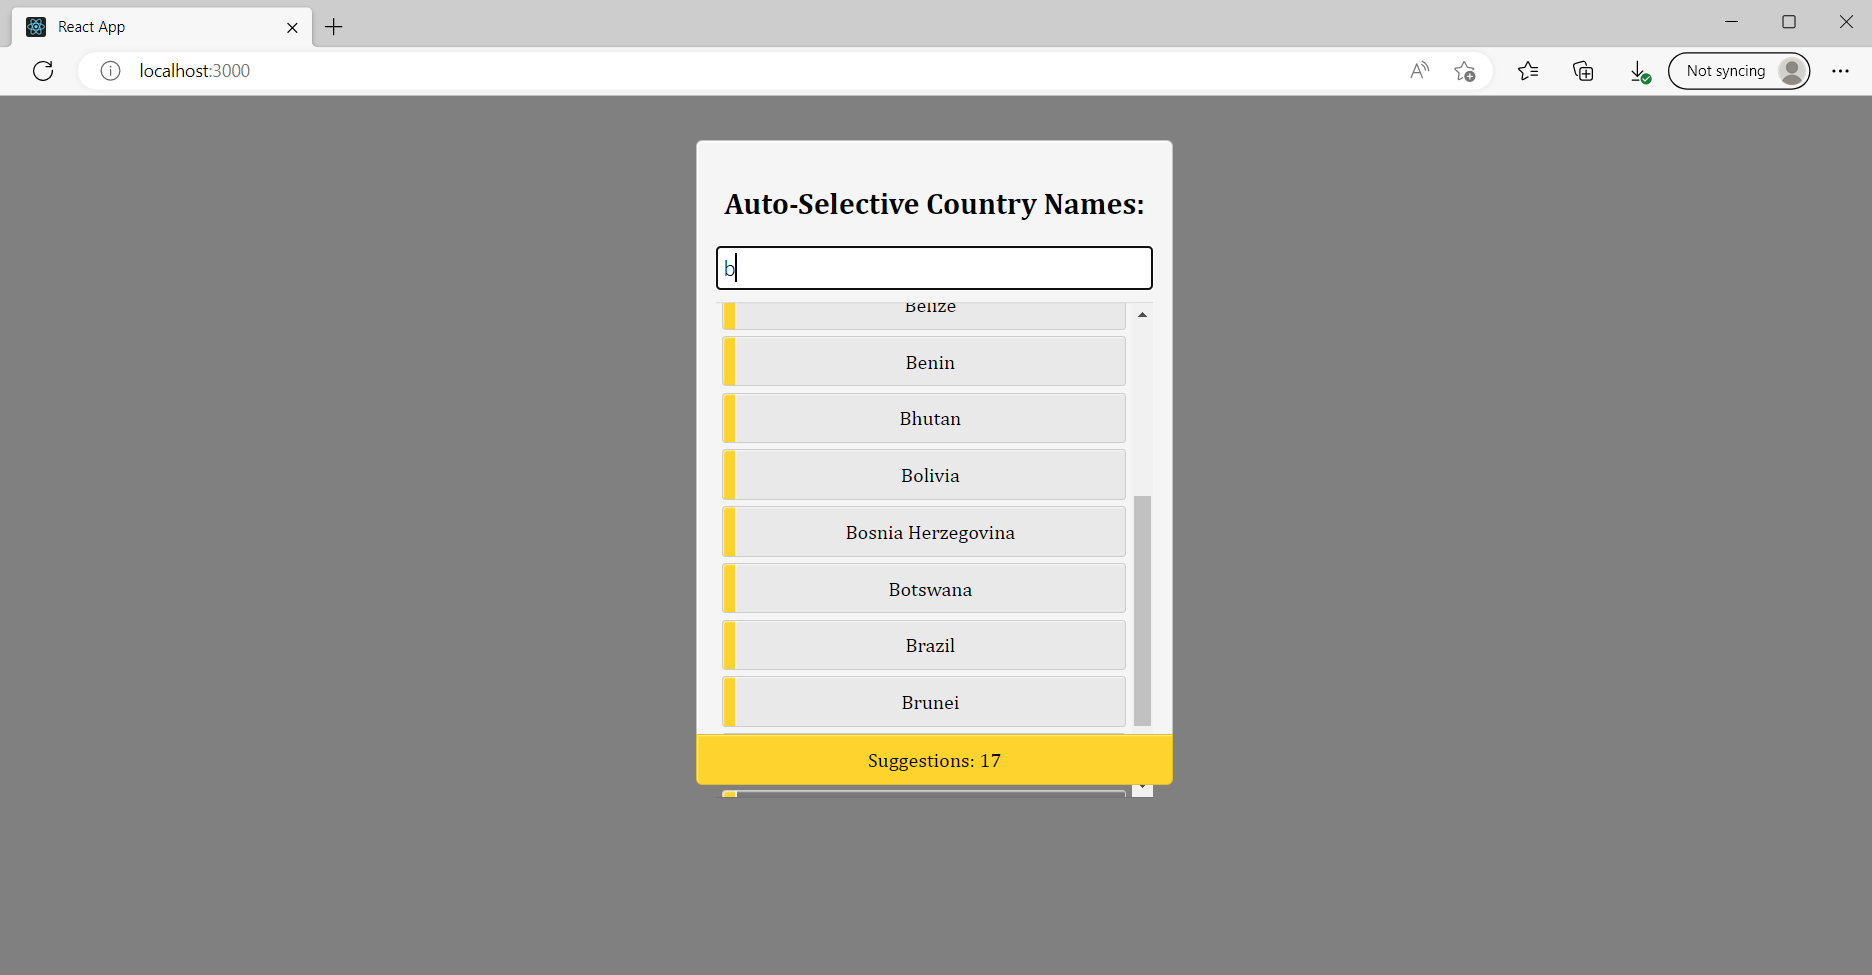 React App
localhost:3000
Not syncing
Auto-Selective Country Names:
b
Belize
Benin
Bhutan
Bolivia
Bosnia Herzegovina
Botswana
Brazil
Brunei
Suggestions: 17